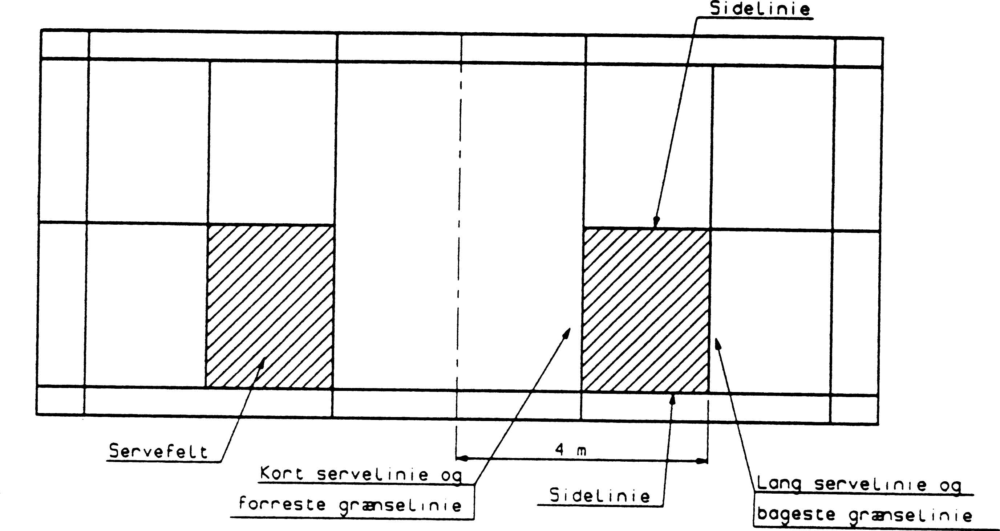 Sidelinie
Servefelt
4 m
Kort servelinie og
forreste grænselinie
Sidelinie
Lang servelinie og
bageste grænselinie